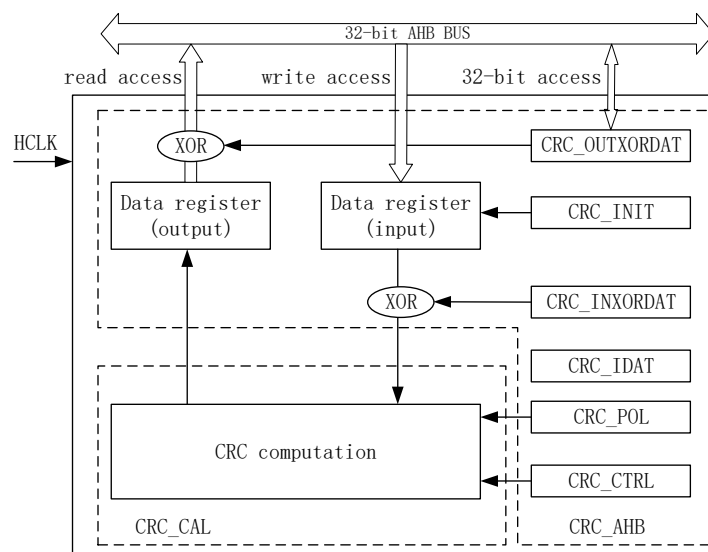 32-bit AHB BUS
read access
write access
32-bit access
HCLK
XOR
CRC_OUTXORDAT
Data register
(output)
Data register
(input)
CRC_INIT
XOR
CRC_INXORDAT
CRC_IDAT
CRC_POL
CRC computation
CRC_CTRL
CRC_CAL
CRC_AHB